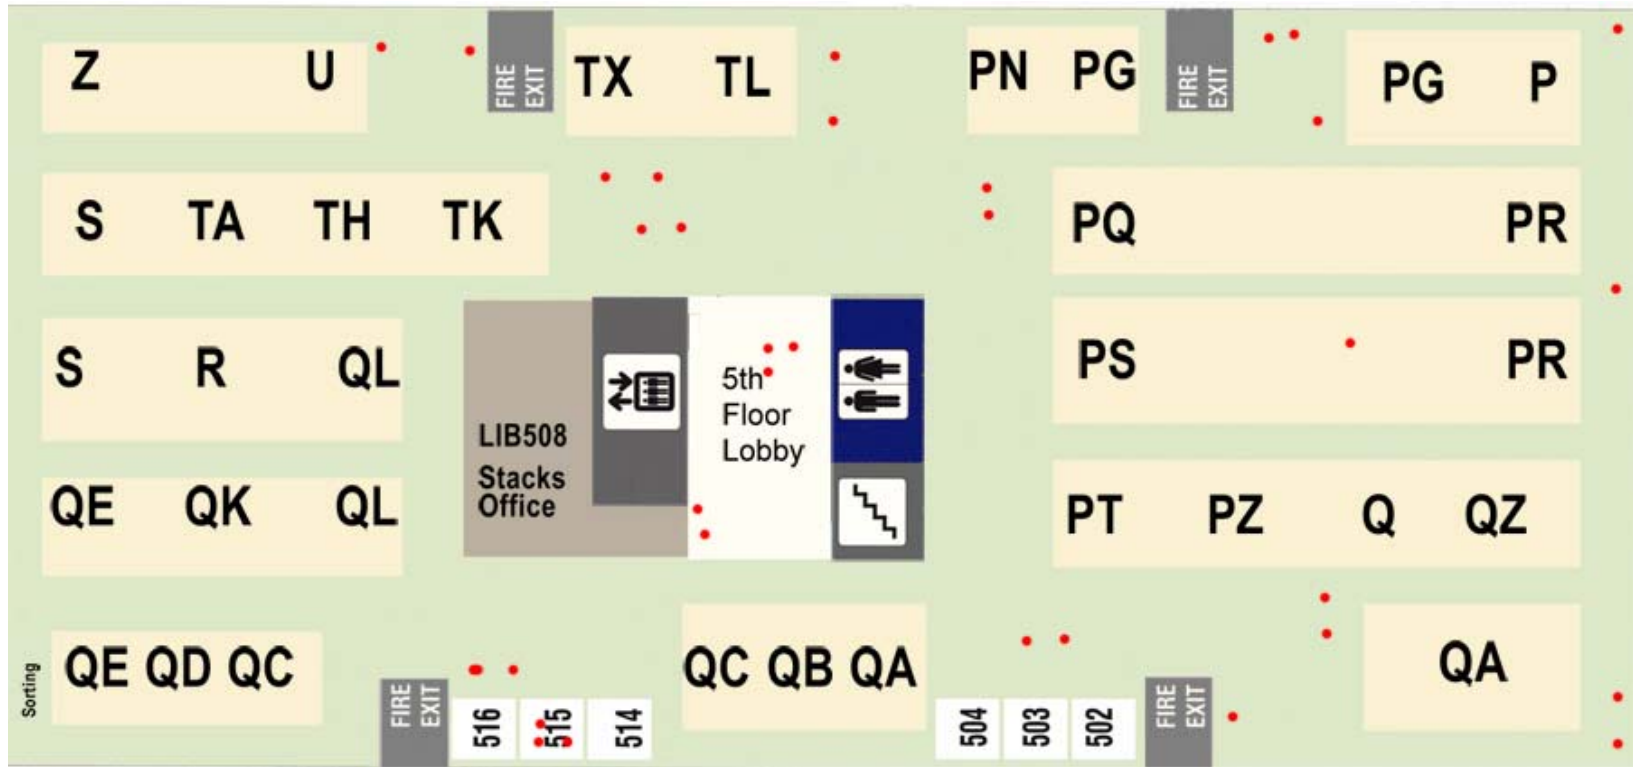 Z U
FIRE
EXIT
TX TL
PN PG
FIRE
EXIT
PG P
S TA TH TK
PQ PR
S R QL
LIB508
Stacks
Office
5th
Floor
Lobby
PS PR
QE QK QL
PT PZ Q QZ
Sorting
QE QD QC
FIRE
EXIT
516
515
514
QC QB QA
504
503
502
FIRE
EXIT
QA